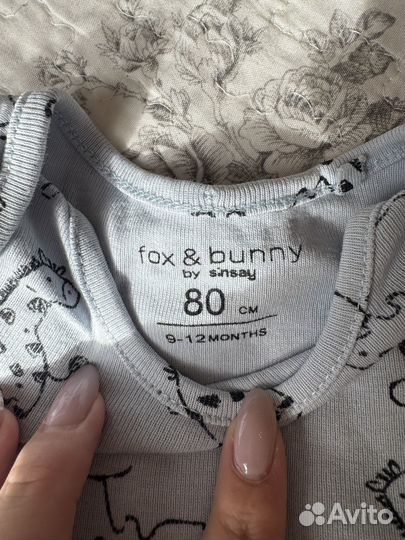 fox & bunny
by sinsay
80 CM
9-12 MONTHS
Avito